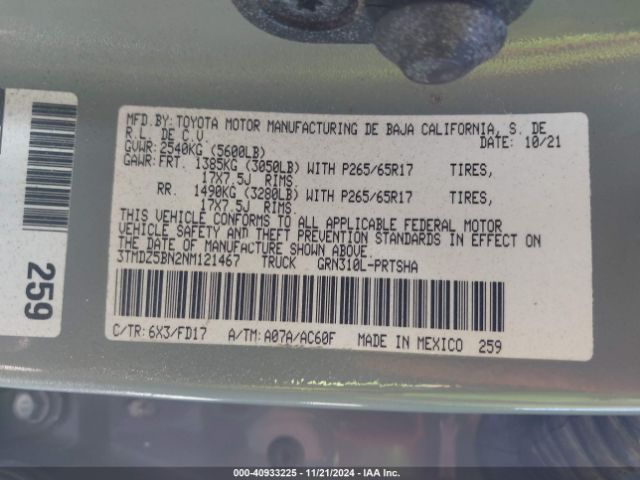 MFD.BY:TOYOTA MOTOR MANUFACTURING DE BAJA CALIFORNIA, S. DE
R.L. DE C.V. DATE: 10/21
GVWR:2540KG (5600LB)
GAWR:FRT. 1385KG (3050LB) WITH P265/65R17 TIRES,
17X7.5J RIMS
RR. 1490KG (3280LB) WITH P265/65R17 TIRES,
17X7.5J RIMS.
THIS VEHICLE CONFORMS TO ALL APPLICABLE FEDERAL MOTOR
VEHICLE SAFETY AND THEFT PREVENTION STANDARDS IN EFFECT ON
THE DATE OF MANUFACTURE SHOWN ABOVE.
3TMDZ5BN2NM121467 TRUCK GRN310L-PRTSHA
C/TR: 6X3/FD17 A/TM: A07A/AC60F MADE IN MEXICO 259
259
000-40933225 - 11/21/2024 - IAA Inc.